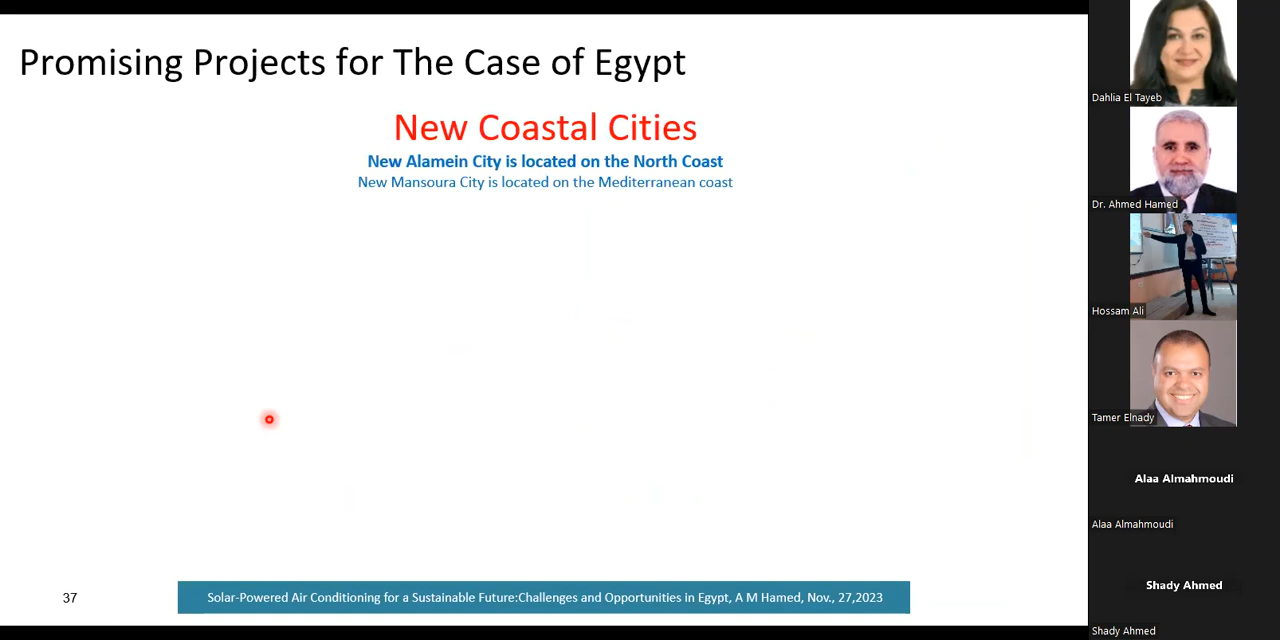 Promising Projects for The Case of Egypt
New Coastal Cities
New Alamein City is located on the North Coast
New Mansoura City is located on the Mediterranean coast
37
Solar-Powered Air Conditioning for a Sustainable Future:Challenges and Opportunities in Egypt, A M Hamed, Nov., 27,2023
Dahlia El Tayeb
Dr. Ahmed Hamed
Hossam Ali
Tamer Elnady
Alaa Almahmoudi
Alaa Almahmoudi
Shady Ahmed
Shady Ahmed